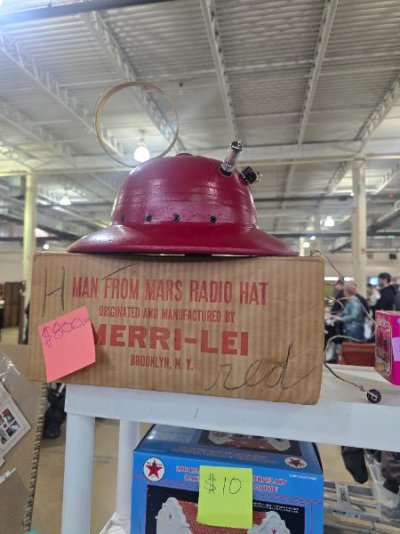 H
MAN FROM MARS RADIO HAT
ORIGINATED AND MANUFACTURED BY
MERRI-LEI
BROOKLYN, N.Y.
red
$800
$10